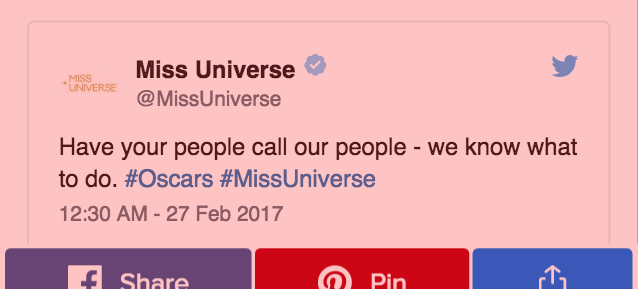 Miss Universe
MISS
UNIVERSE
@MissUniverse
Have your people call our people - we know what
to do. #Oscars #MissUniverse
12:30 AM - 27 Feb 2017
Share
Pin